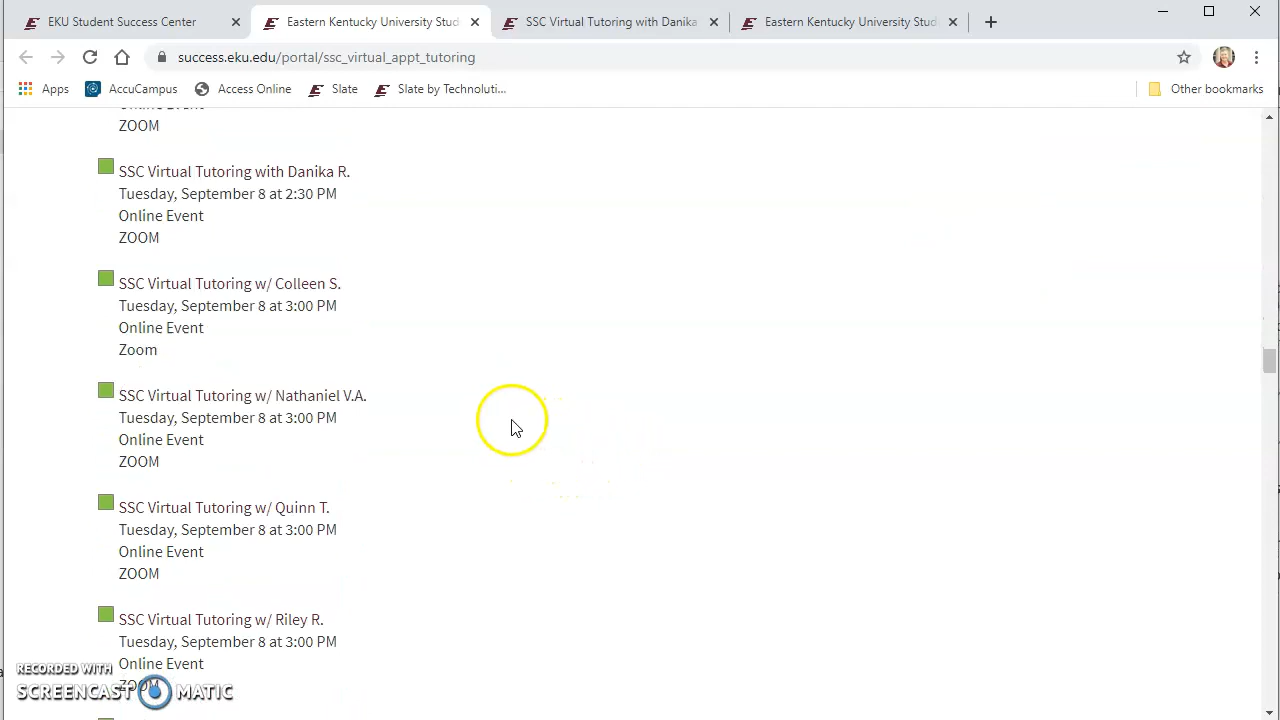 EKU Student Success Center
Eastern Kentucky University Stud
SSC Virtual Tutoring with Danika
Eastern Kentucky University Stud
success.eku.edu/portal/ssc_virtual_appt_tutoring
Apps
AccuCampus
Access Online
Slate
Slate by Technoluti...
Other bookmarks
Online Event
ZOOM
SSC Virtual Tutoring with Danika R.
Tuesday, September 8 at 2:30 PM
Online Event
ZOOM
SSC Virtual Tutoring w/ Colleen S.
Tuesday, September 8 at 3:00 PM
Online Event
Zoom
SSC Virtual Tutoring w/ Nathaniel V.A.
Tuesday, September 8 at 3:00 PM
Online Event
ZOOM
SSC Virtual Tutoring w/ Quinn T.
Tuesday, September 8 at 3:00 PM
Online Event
ZOOM
SSC Virtual Tutoring w/ Riley R.
Tuesday, September 8 at 3:00 PM
Online Event
ZOOM
RECORDED WITH
SCREENCAST MATIC